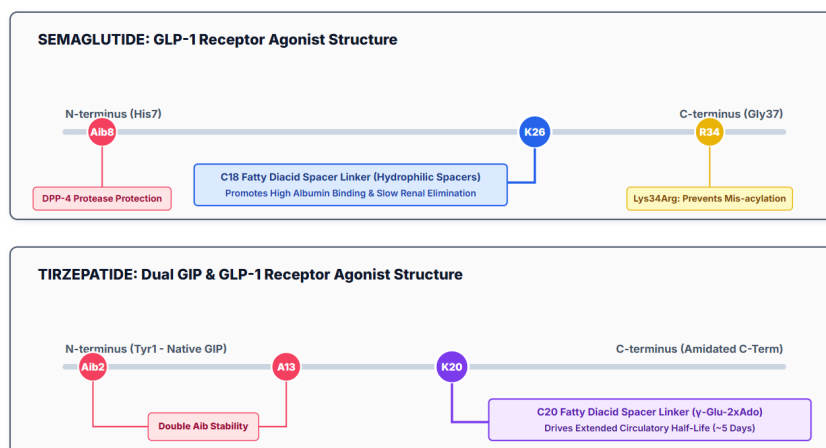 SEMAGLUTIDE: GLP-1 Receptor Agonist Structure
N-terminus (His7)
C-terminus (Gly37)
Aib8
K26
R34
C18 Fatty Diacid Spacer Linker (Hydrophilic Spacers)
Promotes High Albumin Binding & Slow Renal Elimination
DPP-4 Protease Protection
Lys34Arg: Prevents Mis-acylation
TIRZEPATIDE: Dual GIP & GLP-1 Receptor Agonist Structure
N-terminus (Tyr1 - Native GIP)
C-terminus (Amidated C-Term)
Aib2
A13
K20
Double Aib Stability
C20 Fatty Diacid Spacer Linker (γ-Glu-2xAdo)
Drives Extended Circulatory Half-Life (~5 Days)